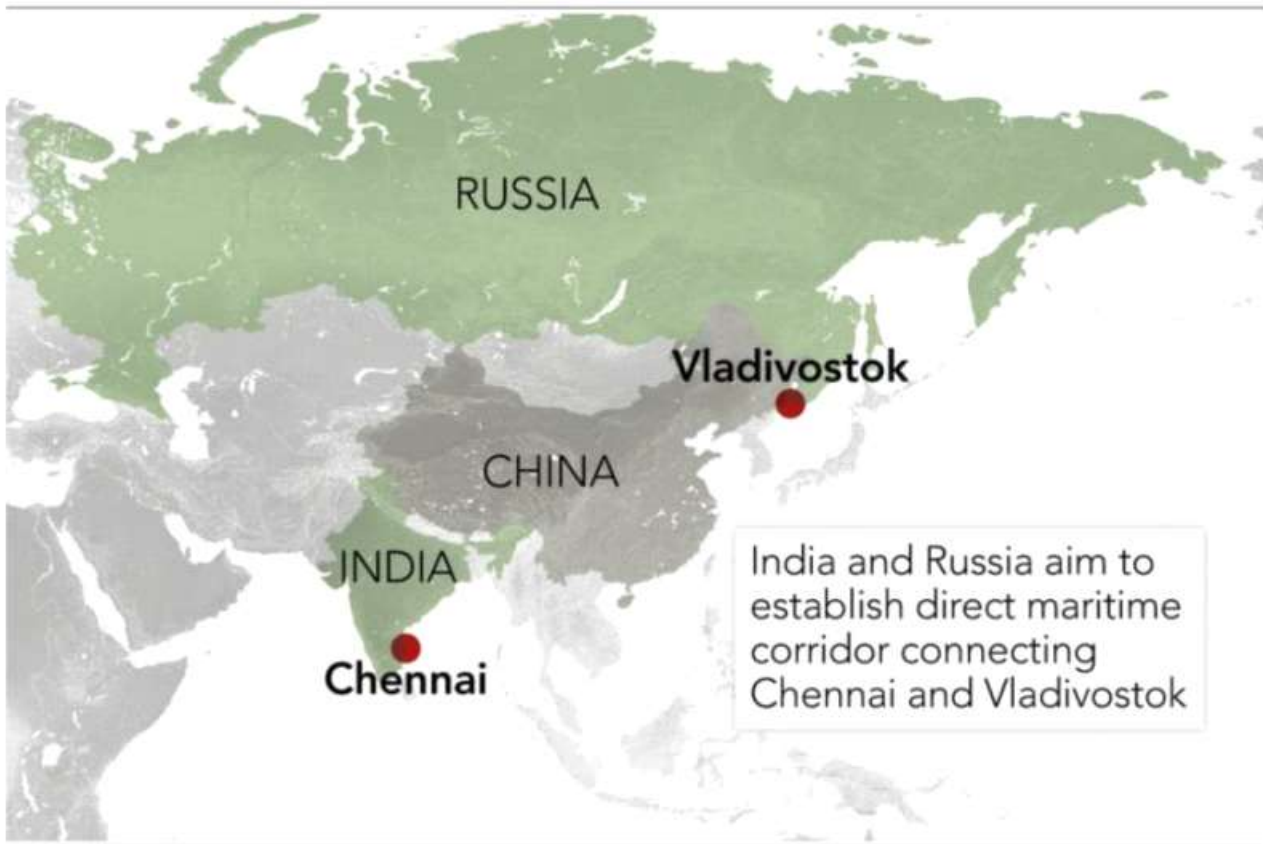 RUSSIA
Vladivostok
CHINA
INDIA
Chennai
India and Russia aim to
establish direct maritime
corridor connecting
Chennai and Vladivostok